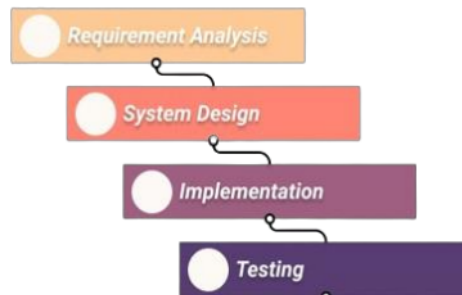 Requirement Analysis
System Design
Implementation
Testing